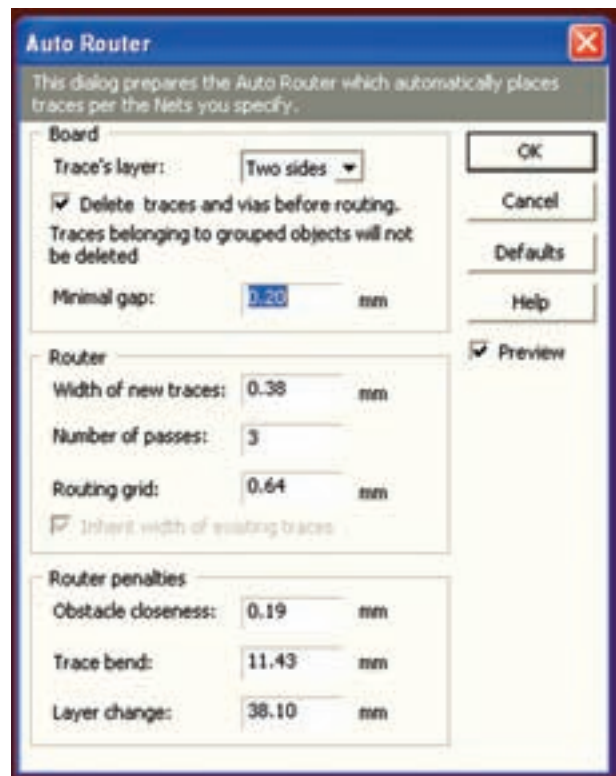 Auto Router
This dialog prepares the Auto Router which automatically places
traces per the Nets you specify.
Board
Trace's layer: Two sides
Delete traces and vias before routing.
Traces belonging to grouped objects will not
be deleted
Minimal gap: 0.20 mm
OK
Cancel
Defaults
Help
Preview
Router
Width of new traces: 0.38 mm
Number of passes: 3
Routing grid: 0.64 mm
Inherit width of existing traces
Router penalties
Obstacle closeness: 0.19 mm
Trace bend: 11.43 mm
Layer change: 38.10 mm